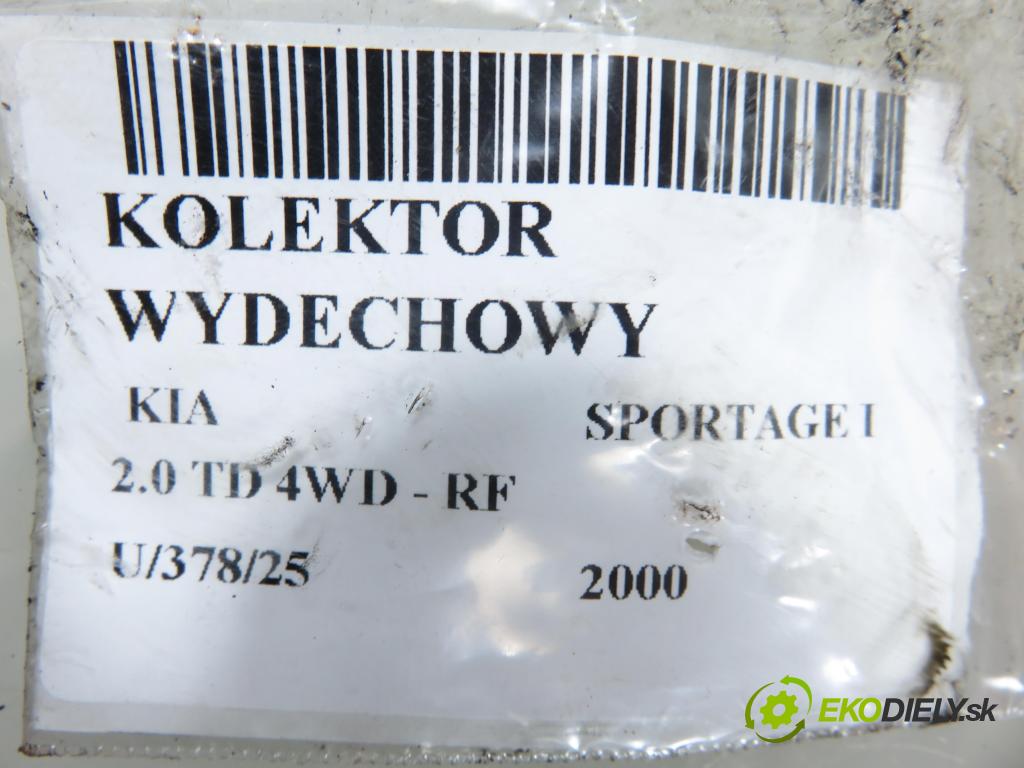 KOLEKTOR
WYDECHOWY
KIA SPORTAGE I
2.0 TD 4WD - RF
U/378/25 2000
EKODIELY.sk